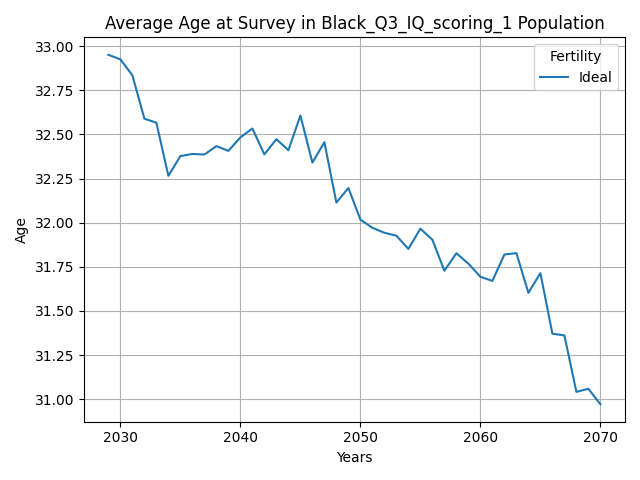 Average Age at Survey in Black_Q3_IQ_scoring_1 Population
Fertility
Ideal
33.00
32.75
32.50
32.25
32.00
31.75
31.50
31.25
31.00
Age
2030 2040 2050 2060 2070
Years